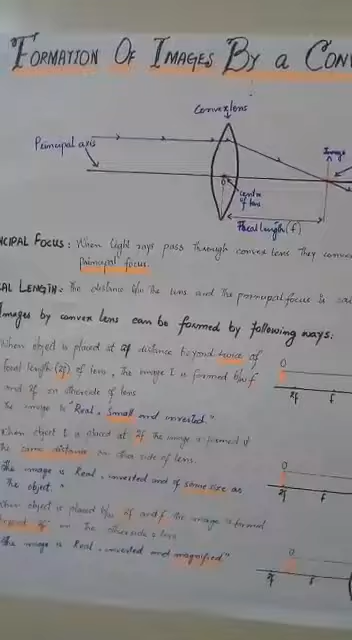 FORMATION OF IMAGES BY A CONV
Convex lens
Principal axis
Image
O
centre of lens
Focal length (f)
NCIPAL FOCUS: When light rays pass through convex lens they conve
principal focus.
CAL LENGTH: the distance b/w the lens and the principal focus is
Images by convex Lens can be formed by following ways:
When object is placed at a distance beyond twice of
focal length (2f) of lens, the image I is formed b/w f
and 2f on otherside of lens
The image is "Real, Small and inverted"
O
2f f
When object I a placed at 2f the image is formed at
the same distance on other side of lens.
The image is Real, inverted and of same size as
the object."
O
2f f
When object is placed b/w 2f and f the image is formed
beyond 2f on the otherside of lens
The image is Real, inverted and magnified"
O
2f f